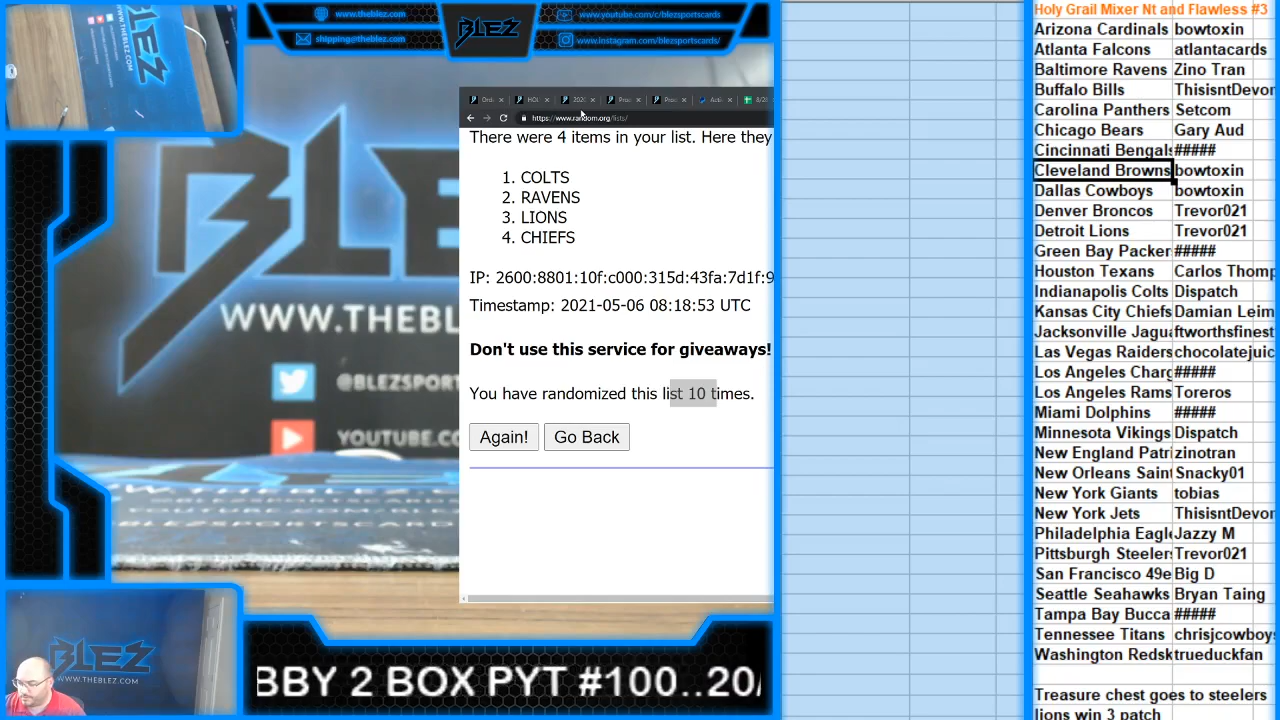 www.theblez.com
shipping@theblez.com
BLEZ
www.youtube.com/c/blezsportscards
www.instagram.com/blezsportscards/
BLEZ
BLEZ
WWW.THEBLE
@BLEZSPORT
YOUTUBE.CO
https://www.random.org/lists/
There were 4 items in your list. Here they
1. COLTS
2. RAVENS
3. LIONS
4. CHIEFS
IP: 2600:8801:10f:c000:315d:43fa:7d1f:9
Timestamp: 2021-05-06 08:18:53 UTC
Don't use this service for giveaways!
You have randomized this list 10 times.
Again! Go Back
BLEZ
WWW.THEBLEZ.COM
BBY 2 BOX PYT #100..20/
Holy Grail Mixer Nt and Flawless #3
Arizona Cardinals bowtoxin
Atlanta Falcons atlantacards
Baltimore Ravens Zino Tran
Buffalo Bills ThisisntDevor
Carolina Panthers Setcom
Chicago Bears Gary Aud
Cincinnati Bengals #####
Cleveland Browns bowtoxin
Dallas Cowboys bowtoxin
Denver Broncos Trevor021
Detroit Lions Trevor021
Green Bay Packer #####
Houston Texans Carlos Thomp
Indianapolis Colts Dispatch
Kansas City Chiefs Damian Leim
Jacksonville Jagua ftworthsfinest
Las Vegas Raiders chocolatejuic
Los Angeles Charg #####
Los Angeles Rams Toreros
Miami Dolphins #####
Minnesota Vikings Dispatch
New England Patri zinotran
New Orleans Saint Snacky01
New York Giants tobias
New York Jets ThisisntDevor
Philadelphia Eagle Jazzy M
Pittsburgh Steelers Trevor021
San Francisco 49e Big D
Seattle Seahawks Bryan Taing
Tampa Bay Bucca #####
Tennessee Titans chrisjcowboys
Washington Redsk trueduckfan
Treasure chest goes to steelers
lions win 3 patch